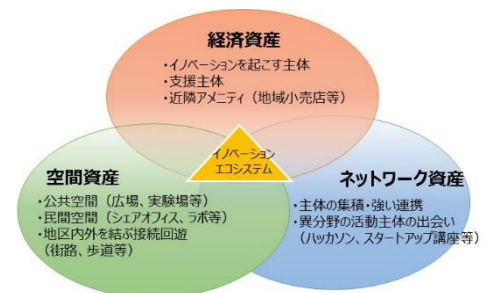 経済資産
・イノベーションを起こす主体
・支援主体
・近隣アメニティ（地域小売店等）
イノベーション
エコシステム
空間資産
・公共空間（広場、実験場等）
・民間空間（シェアオフィス、ラボ等）
・地区内外を結ぶ接続回遊
（街路、歩道等）
ネットワーク資産
・主体の集積・強い連携
・異分野の活動主体の出会い
（ハッカソン、スタートアップ講座等）